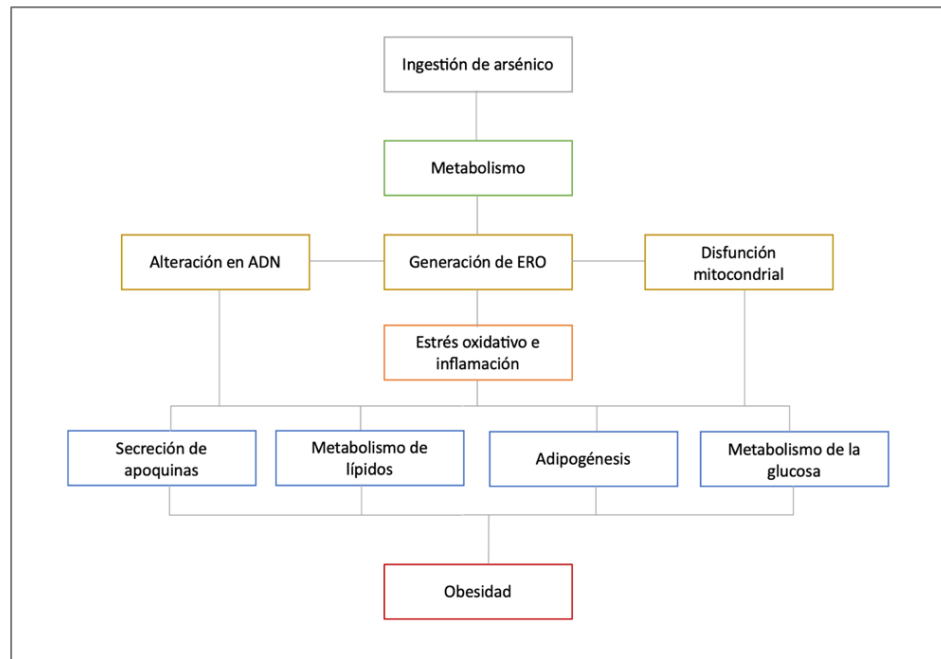 Ingestión de arsénico
Metabolismo
Alteración en ADN
Generación de ERO
Disfunción
mitocondrial
Estrés oxidativo e
inflamación
Secreción de
apoquinas
Metabolismo de
lípidos
Adipogénesis
Metabolismo de la
glucosa
Obesidad